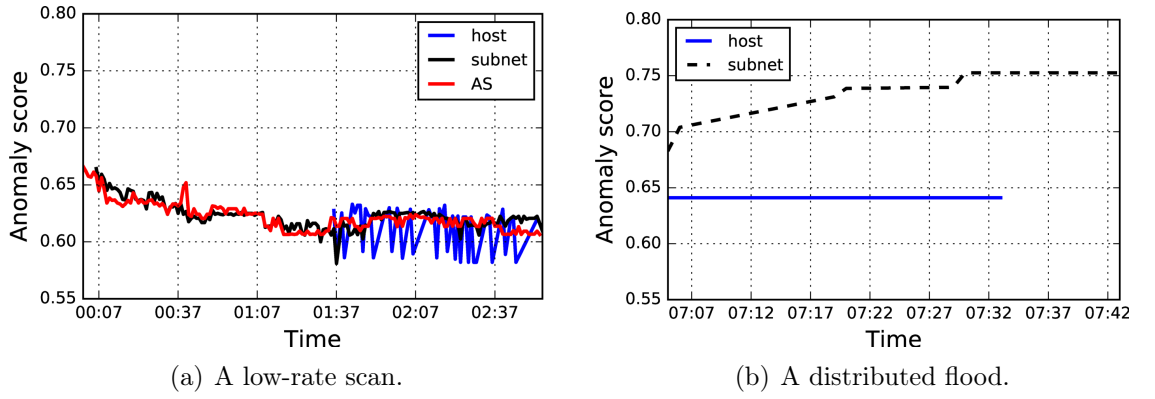 0.80
0.75
0.70
0.65
0.60
0.55
Anomaly score
host
subnet
AS
00:07 00:37 01:07 01:37 02:07 02:37
Time
(a) A low-rate scan.
0.80
0.75
0.70
0.65
0.60
0.55
Anomaly score
host
subnet
07:07 07:12 07:17 07:22 07:27 07:32 07:37 07:42
Time
(b) A distributed flood.